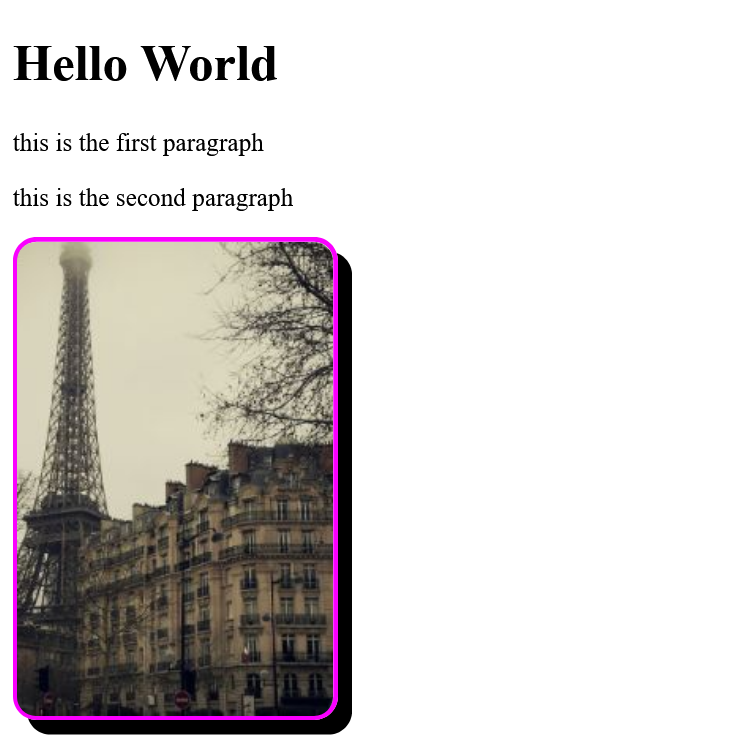 Hello World
this is the first paragraph
this is the second paragraph